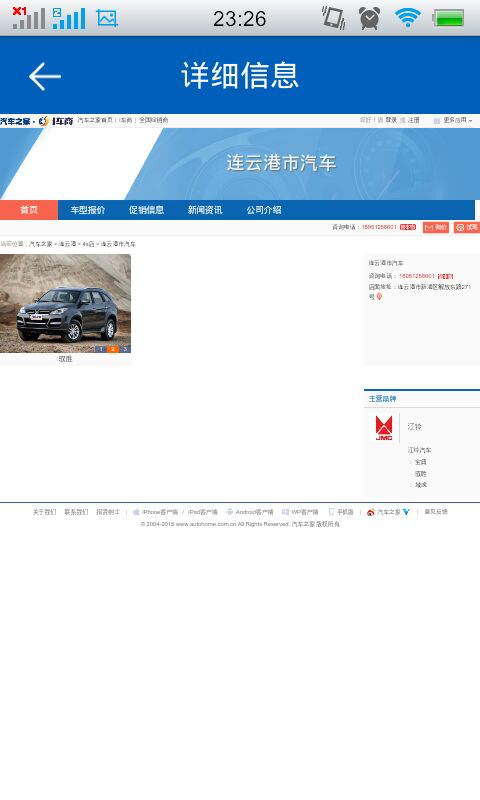 23:26
详细信息
汽车之家 · i车商 汽车之家首页 | i车商 | 全国经销商 您好！请 登录 或 注册 更多应用
连云港市汽车
首页 车型报价 促销信息 新闻资讯 公司介绍
咨询电话：18951258601 询价 试驾
当前位置：汽车之家 > 连云港 > 4s店 > 连云港市汽车
连云港市汽车
咨询电话：18951258601
店面地址：连云港市新浦区解放东路271
号
1 2 3
驭胜
主营品牌
JMC
江铃
江铃汽车
宝典
驭胜
域虎
关于我们 联系我们 招贤纳士 | iPhone客户端 / iPad客户端 Android客户端 WP客户端 手机版 | 汽车之家 | 意见反馈
© 2004-2015 www.autohome.com.cn All Rights Reserved. 汽车之家 版权所有